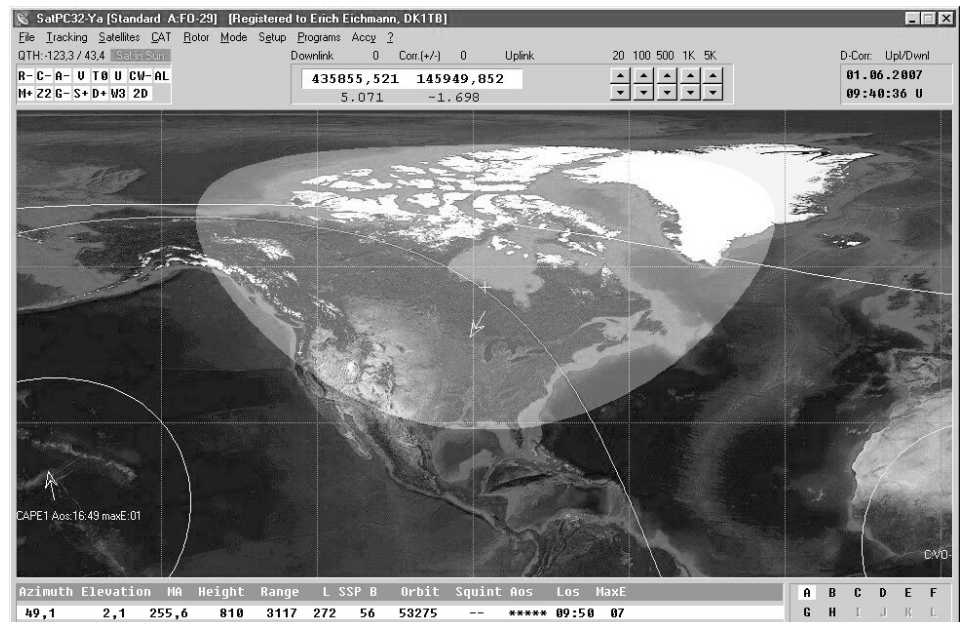 SatPC32-Ya [Standard A:FO-29] [Registered to Erich Eichmann, DK1TB]
File Tracking Satellites CAT Rotor Mode Setup Programs Accu ?
QTH:-123,3 / 43,4 Sat in Sun Downlink 0 Corr.(+/-) 0 Uplink 20 100 500 1K 5K D-Corr: Upl/Dwnl
R- C- A- V T0 U CW- AL 435855,521 145949,852 01.06.2007
M+ Z2 G- S+ D+ W3 2D 5.071 -1.698 09:40:36 U
CAPE1 Aos:16:49 maxE:01
C:VO-
Azimuth Elevation MA Height Range L SSP B Orbit Squint Aos Los MaxE A B C D E F
49,1 2,1 255,6 810 3117 272 56 53275 -- ***** 09:50 07 G H I J K L